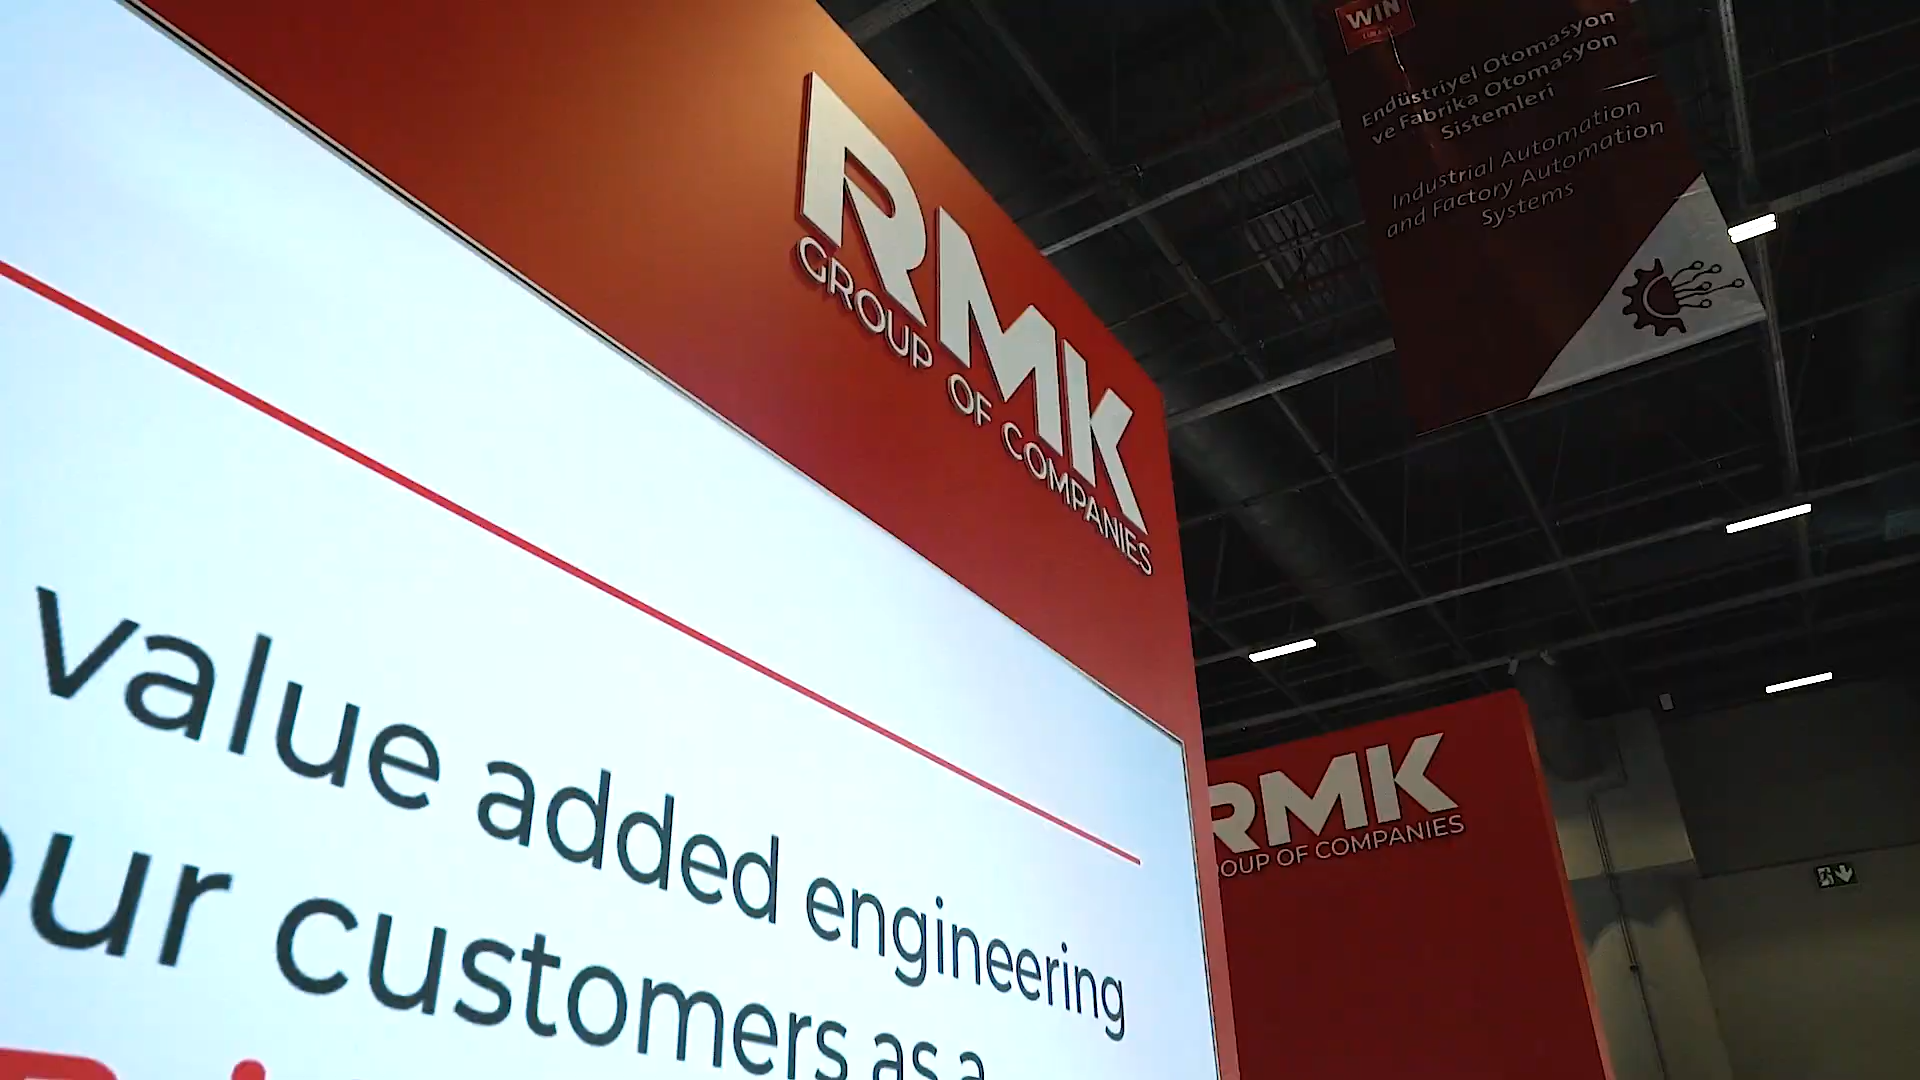 WIN
Endüstriyel Otomasyon
ve Fabrika Otomasyon
Sistemleri
Industrial Automation
and Factory Automation
Systems
RMK
GROUP OF COMPANIES
value added engineering
our customers as a
RMK
OUP OF COMPANIES